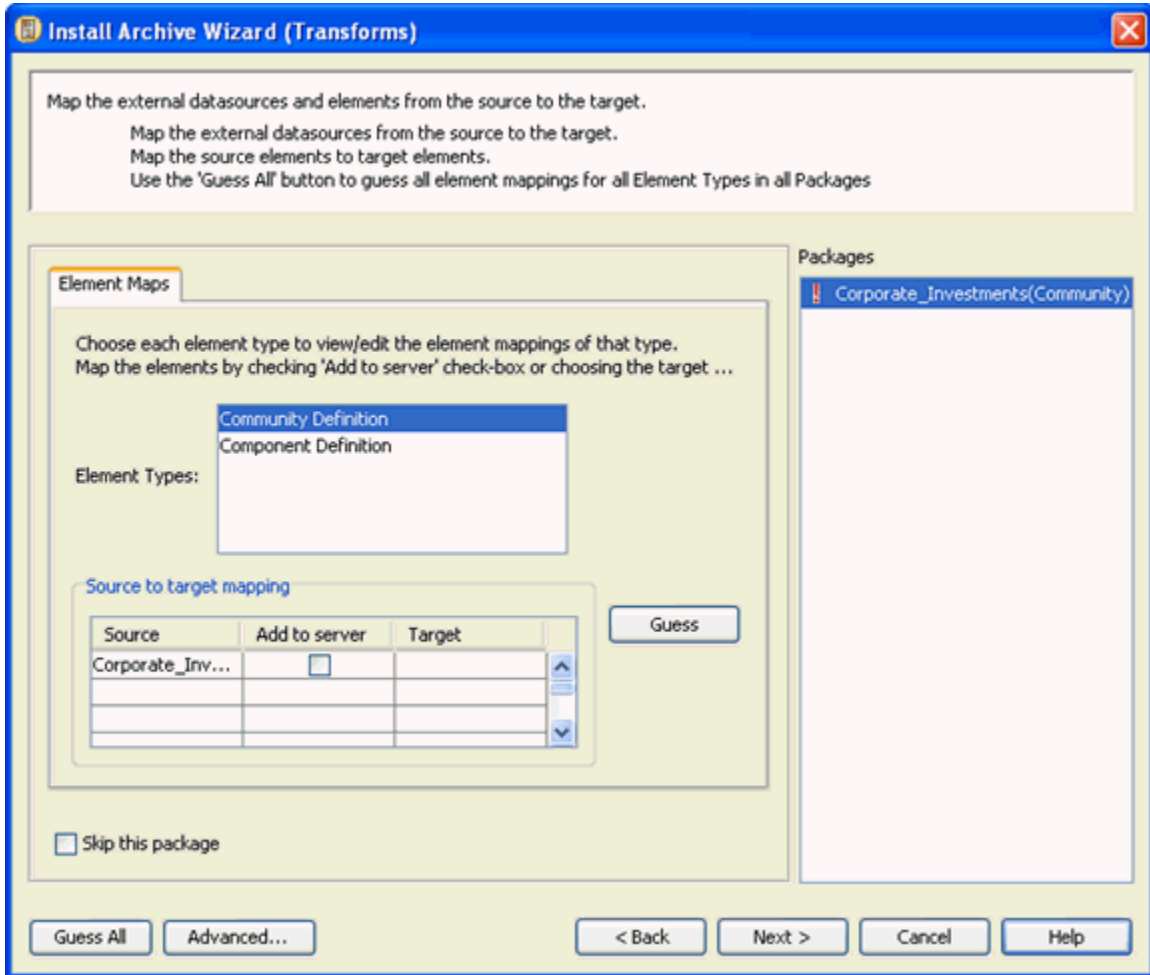 Install Archive Wizard (Transforms)
Map the external datasources and elements from the source to the target.
Map the external datasources from the source to the target.
Map the source elements to target elements.
Use the 'Guess All' button to guess all element mappings for all Element Types in all Packages
Element Maps
Choose each element type to view/edit the element mappings of that type.
Map the elements by checking 'Add to server' check-box or choosing the target ...
Element Types:
Community Definition
Component Definition
Source to target mapping
Source Add to server Target
Corporate_Inv...
Guess
Skip this package
Packages
! Corporate_Investments(Community)
Guess All
Advanced...
< Back
Next >
Cancel
Help